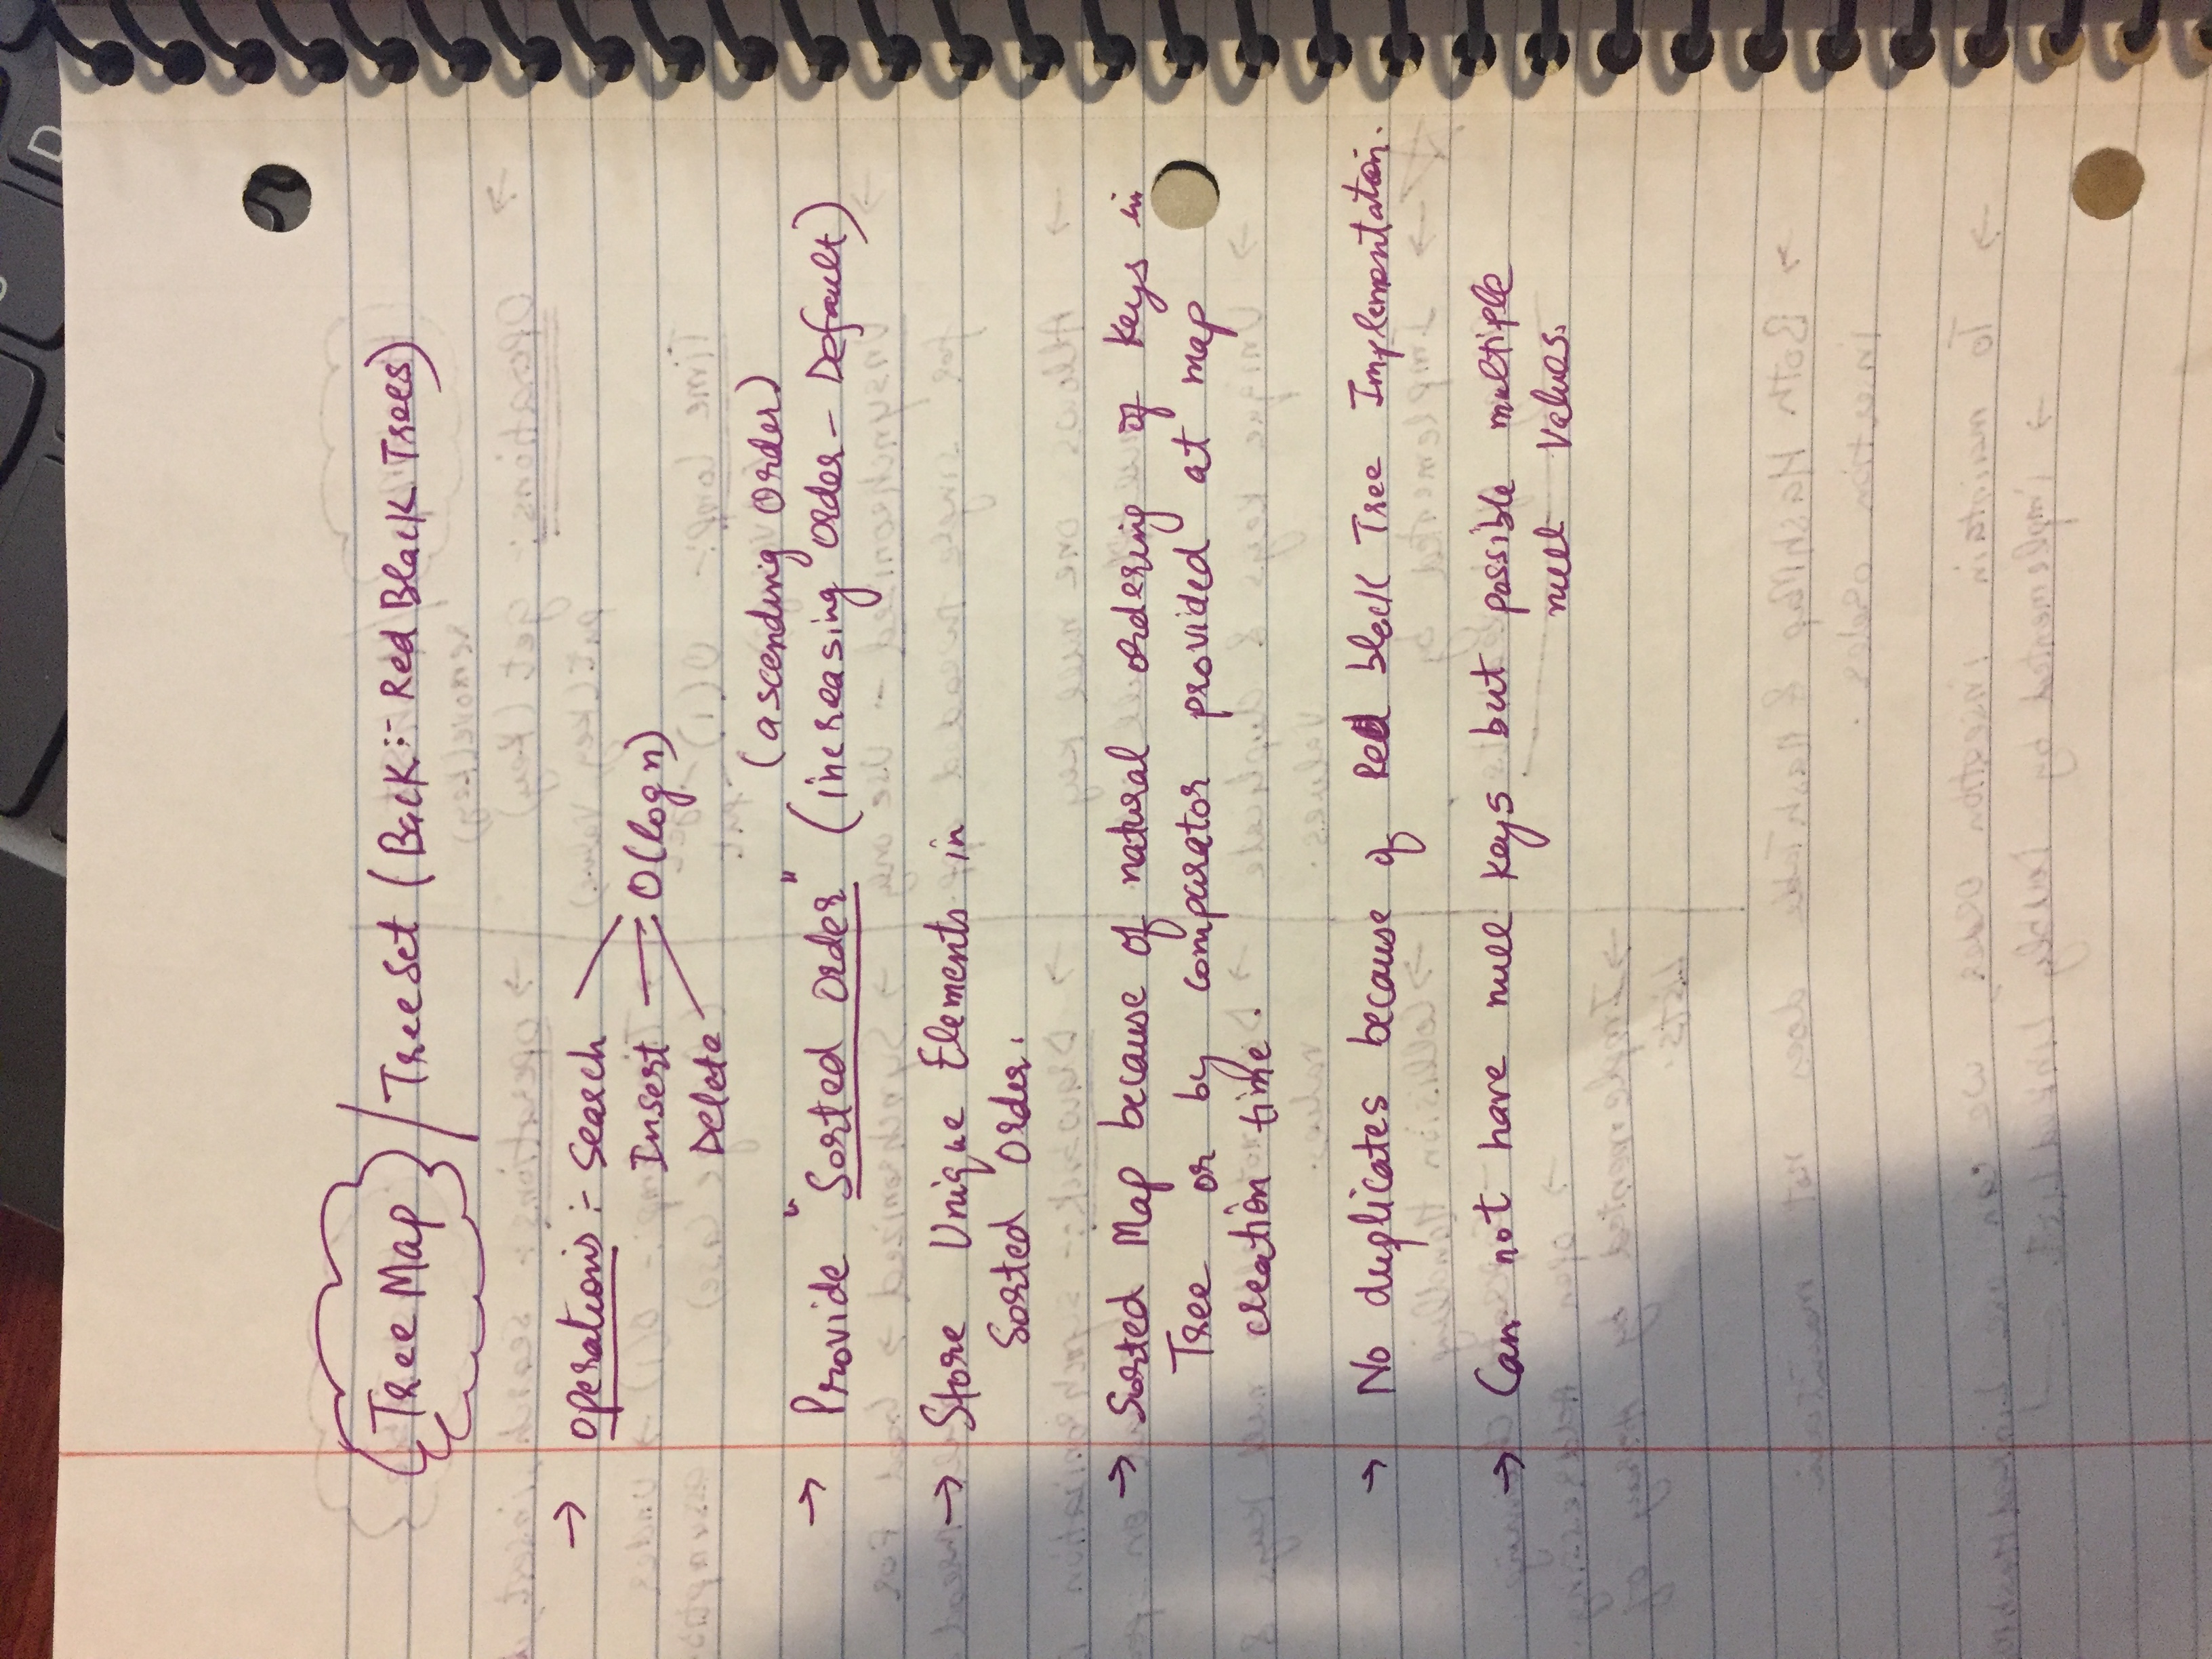 Tree Map / TreeSet (Back:- Red Black Trees)
→ Operations :- Search
Insert O(log n)
Delete
(ascending Order)
→ Provide "Sorted Order" (increasing Order - Default)
→ Store Unique Elements in
Sorted Order.
→ Sorted Map because of natural ordering of keys in
Tree or by comparator provided at map
creation time.
→ No duplicates because of Red black Tree Implementation.
→ Can not have null keys but possible multiple
null values.
D